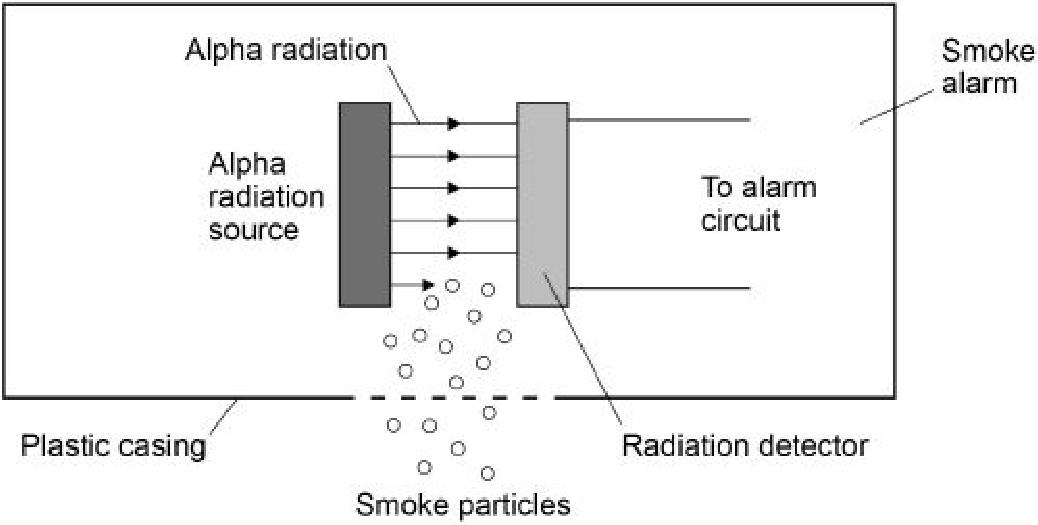 Alpha radiation
Smoke
alarm
Alpha
radiation
source
To alarm
circuit
Plastic casing
Radiation detector
Smoke particles